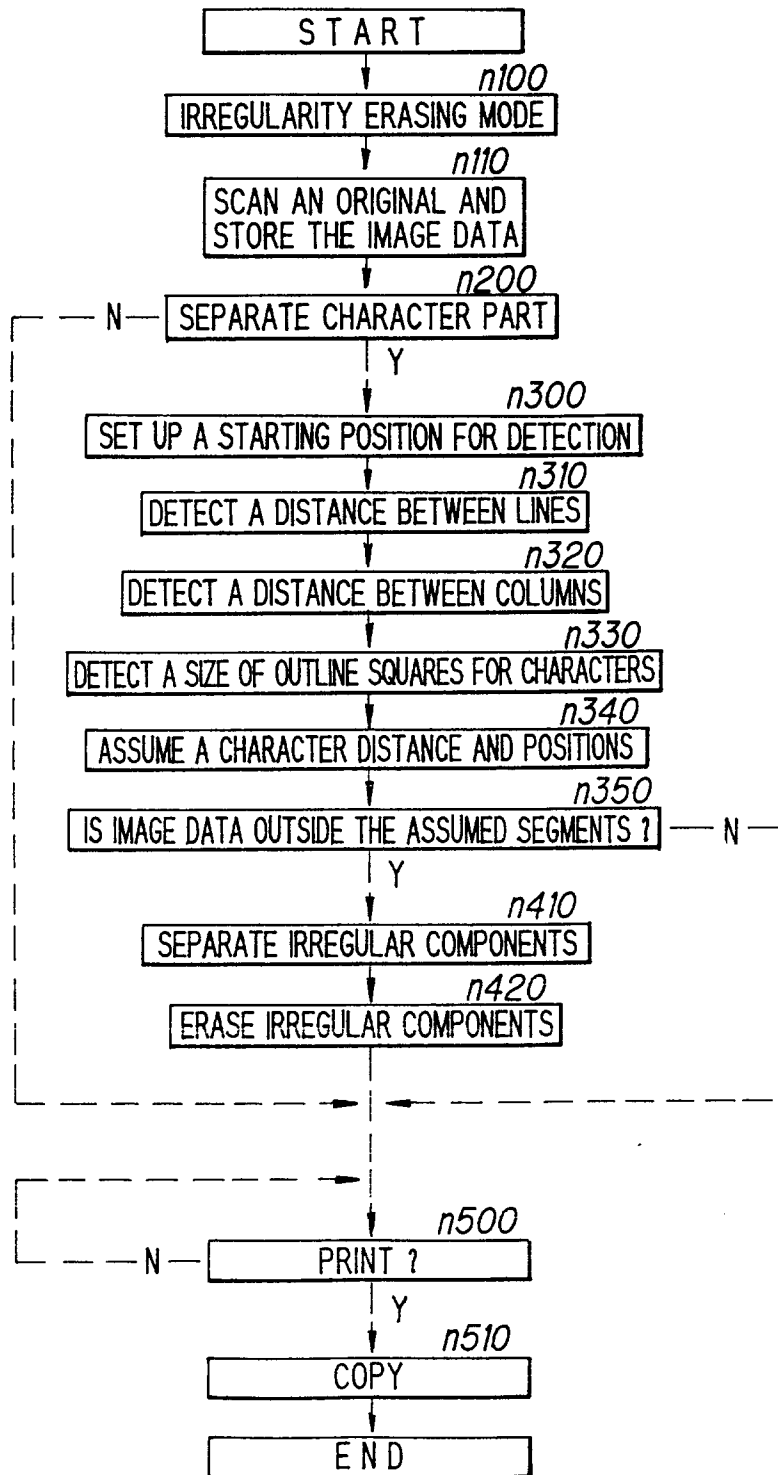 START
n100
IRREGULARITY ERASING MODE
n110
SCAN AN ORIGINAL AND
STORE THE IMAGE DATA
n200
N
SEPARATE CHARACTER PART
Y
n300
SET UP A STARTING POSITION FOR DETECTION
n310
DETECT A DISTANCE BETWEEN LINES
n320
DETECT A DISTANCE BETWEEN COLUMNS
n330
DETECT A SIZE OF OUTLINE SQUARES FOR CHARACTERS
n340
ASSUME A CHARACTER DISTANCE AND POSITIONS
n350
IS IMAGE DATA OUTSIDE THE ASSUMED SEGMENTS ?
N
Y
n410
SEPARATE IRREGULAR COMPONENTS
n420
ERASE IRREGULAR COMPONENTS
n500
N
PRINT ?
Y
n510
COPY
END